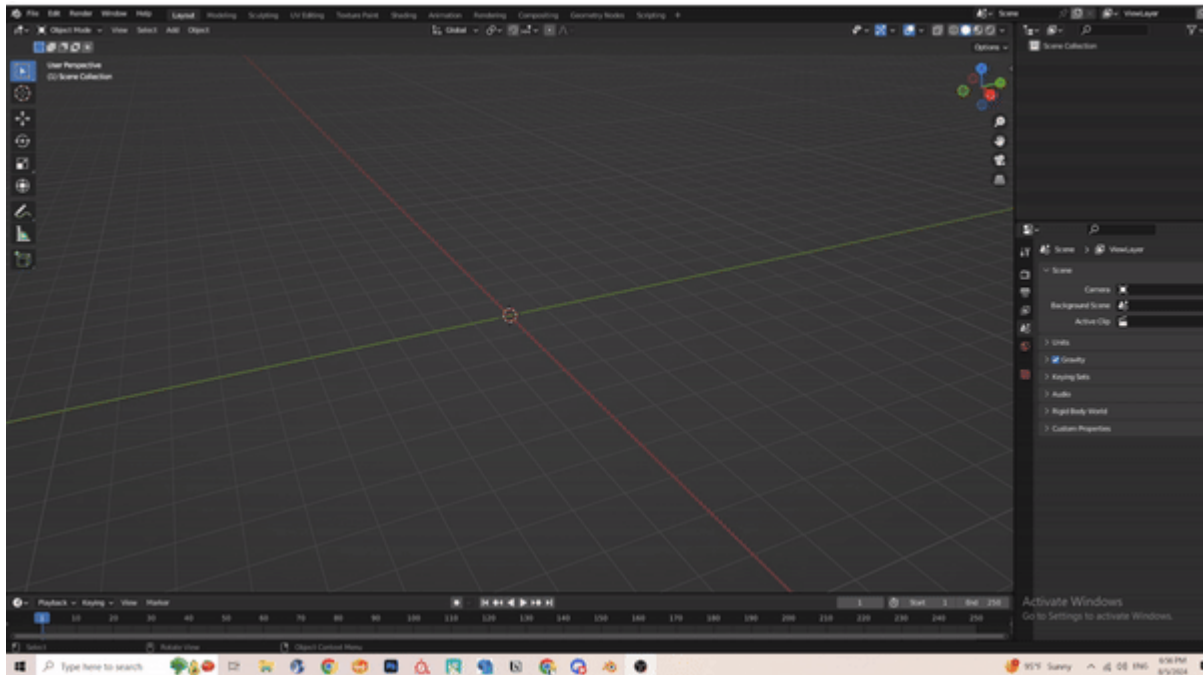 File Edit Render Window Help Layout Modeling Sculpting UV Editing Texture Paint Shading Animation Rendering Compositing Geometry Nodes Scripting + Scene ViewLayer
Object Mode View Select Add Object Global
Options
User Perspective
(1) Scene Collection
Scene Collection
Scene > ViewLayer
Scene
Camera
Background Scene
Active Clip
Units
Gravity
Keying Sets
Audio
Rigid Body World
Custom Properties
Playback Keying View Marker 1 Start 1 End 250
1 10 20 30 40 50 60 70 80 90 100 110 120 130 140 150 160 170 180 190 200 210 220 230 240 250
Select Rotate View Object Context Menu
Activate Windows
Go to Settings to activate Windows.
Type here to search
95°F Sunny ENG
6:56 PM